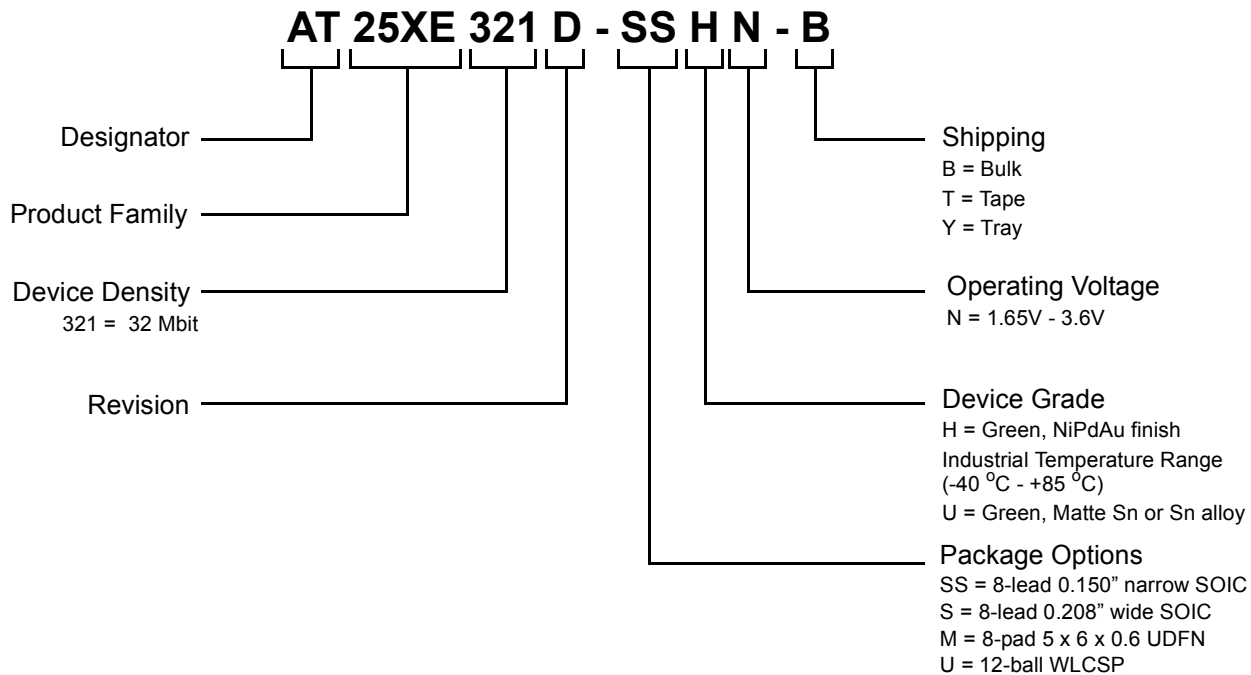 AT 25XE 321 D - SS H N - B
Designator
Product Family
Device Density
321 = 32 Mbit
Revision
Shipping
B = Bulk
T = Tape
Y = Tray
Operating Voltage
N = 1.65V - 3.6V
Device Grade
H = Green, NiPdAu finish
Industrial Temperature Range
(-40 °C - +85 °C)
U = Green, Matte Sn or Sn alloy
Package Options
SS = 8-lead 0.150” narrow SOIC
S = 8-lead 0.208” wide SOIC
M = 8-pad 5 x 6 x 0.6 UDFN
U = 12-ball WLCSP